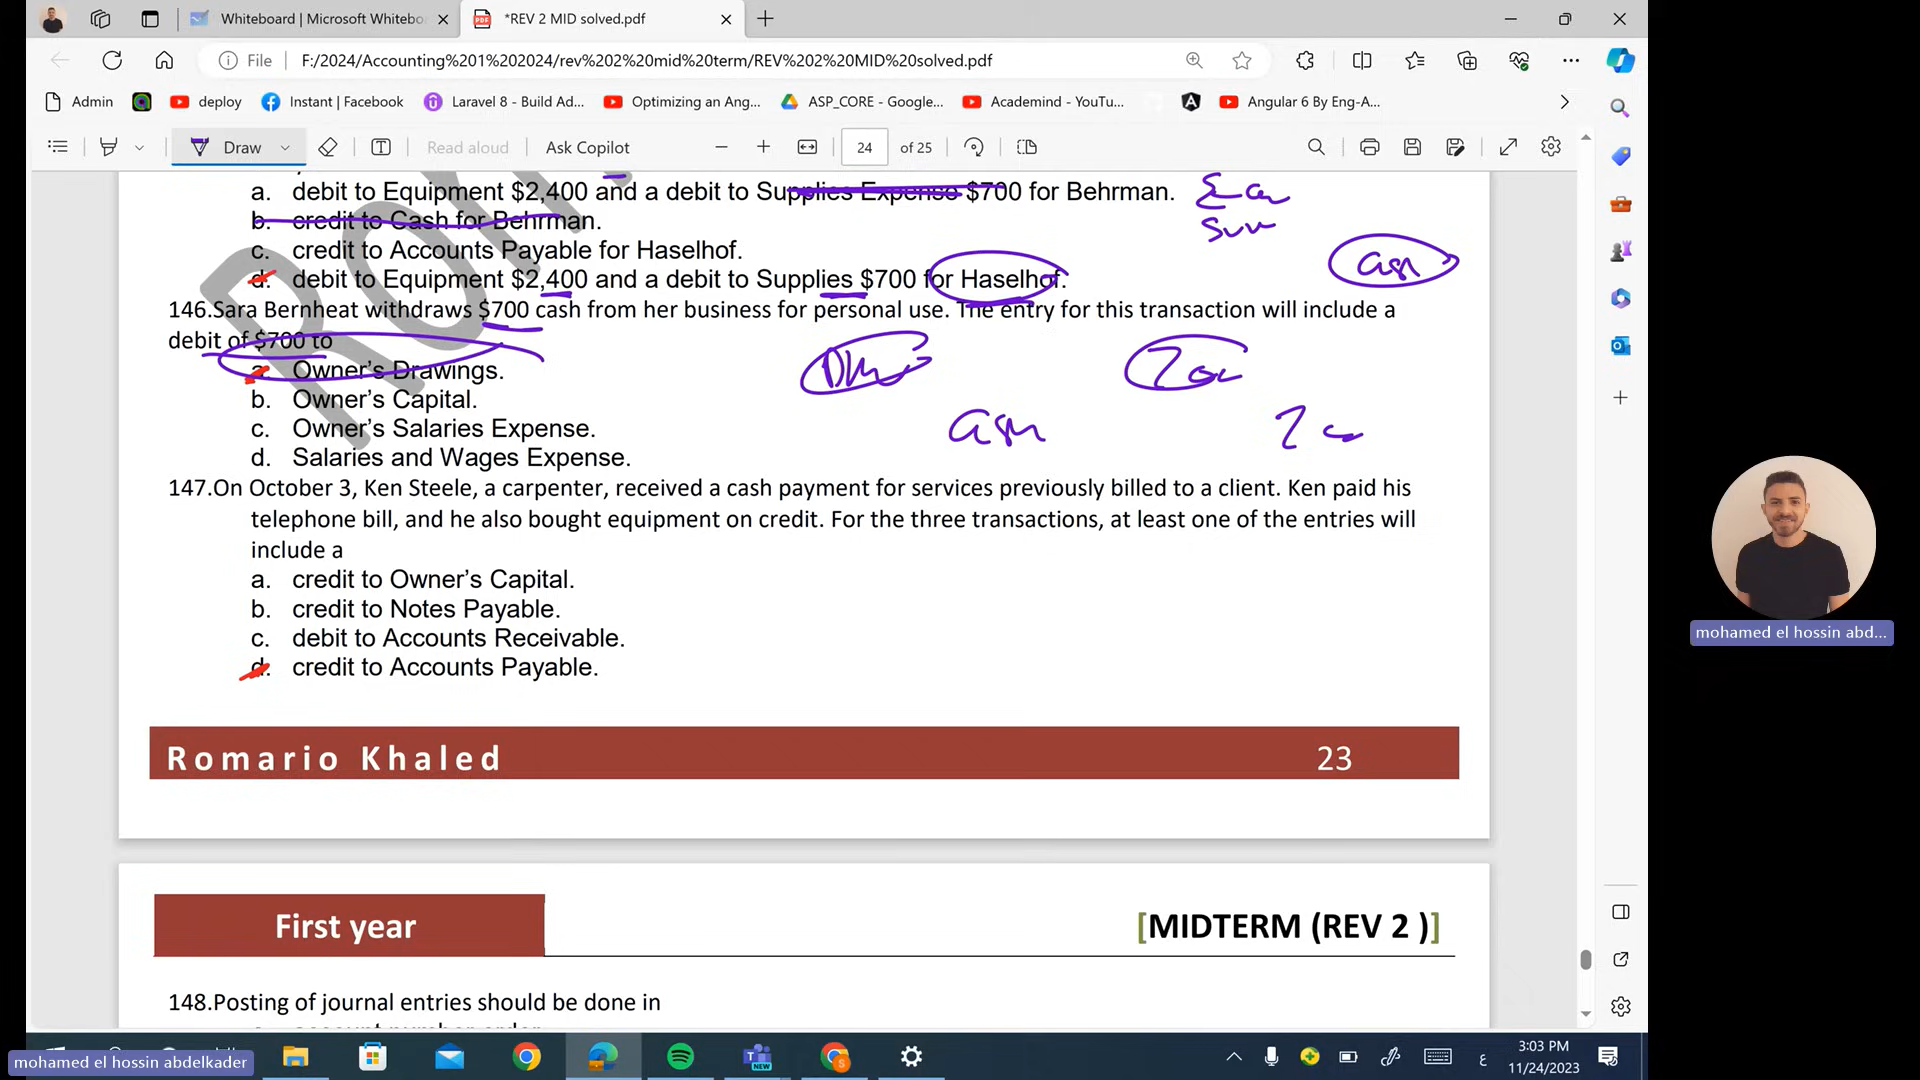 Whiteboard | Microsoft Whitebo
*REV 2 MID solved.pdf
File
F:/2024/Accounting%201%202024/rev%202%20mid%20term/REV%202%20MID%20solved.pdf
Admin
deploy
Instant | Facebook
Laravel 8 - Build Ad...
Optimizing an Ang...
ASP_CORE - Google...
Academind - YouTu...
Angular 6 By Eng-A...
Draw
Read aloud
Ask Copilot
24
of 25
a. debit to Equipment $2,400 and a debit to Supplies Expense $700 for Behrman.
b. credit to Cash for Behrman.
c. credit to Accounts Payable for Haselhof.
d. debit to Equipment $2,400 and a debit to Supplies $700 for Haselhof.
146.Sara Bernheat withdraws $700 cash from her business for personal use. The entry for this transaction will include a
debit of $700 to
a. Owner's Drawings.
b. Owner's Capital.
c. Owner's Salaries Expense.
d. Salaries and Wages Expense.
147.On October 3, Ken Steele, a carpenter, received a cash payment for services previously billed to a client. Ken paid his
telephone bill, and he also bought equipment on credit. For the three transactions, at least one of the entries will
include a
a. credit to Owner's Capital.
b. credit to Notes Payable.
c. debit to Accounts Receivable.
d. credit to Accounts Payable.
Romario Khaled
23
First year
[MIDTERM (REV 2 )]
148.Posting of journal entries should be done in
mohamed el hossin abd...
mohamed el hossin abdelkader
3:03 PM
11/24/2023